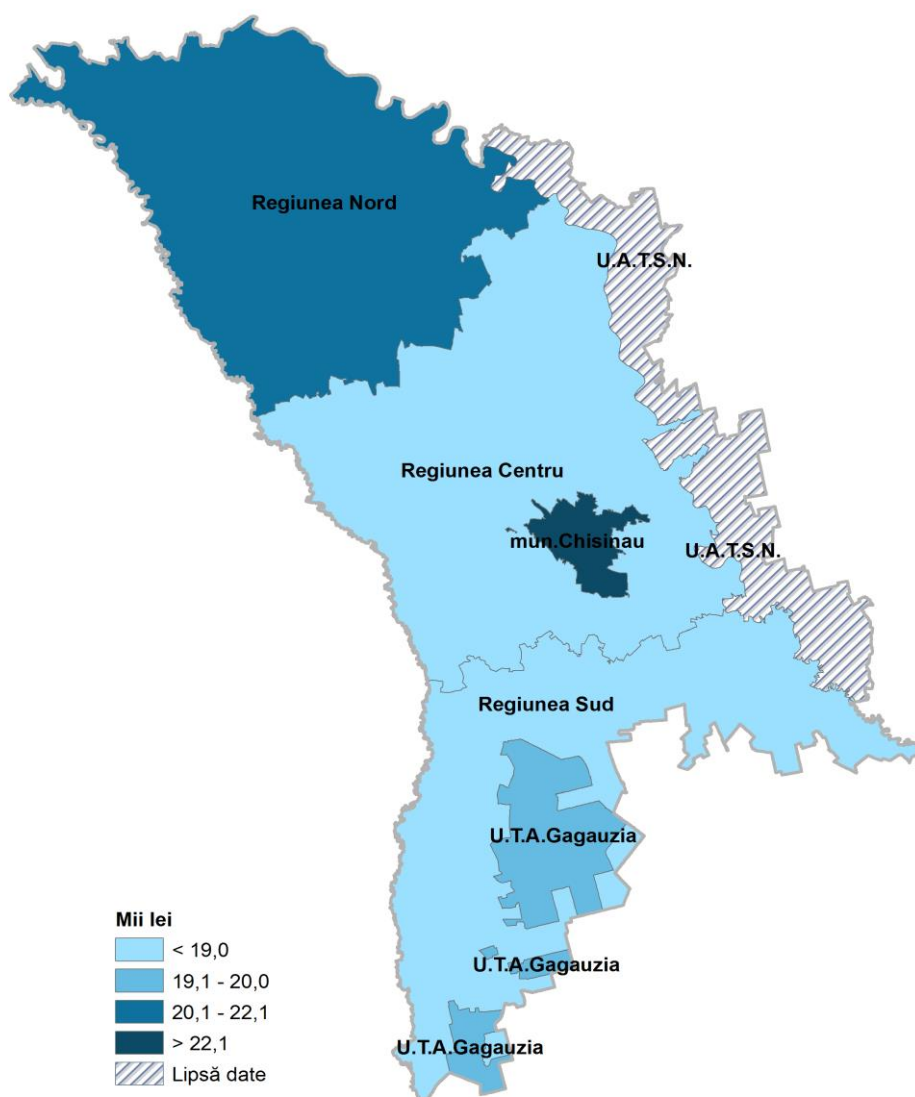 Regiunea Nord
U.A.T.S.N.
Regiunea Centru
mun.Chisinau
U.A.T.S.N.
Regiunea Sud
U.T.A.Gagauzia
U.T.A.Gagauzia
U.T.A.Gagauzia
Mii lei
< 19,0
19,1 - 20,0
20,1 - 22,1
> 22,1
Lipsă date